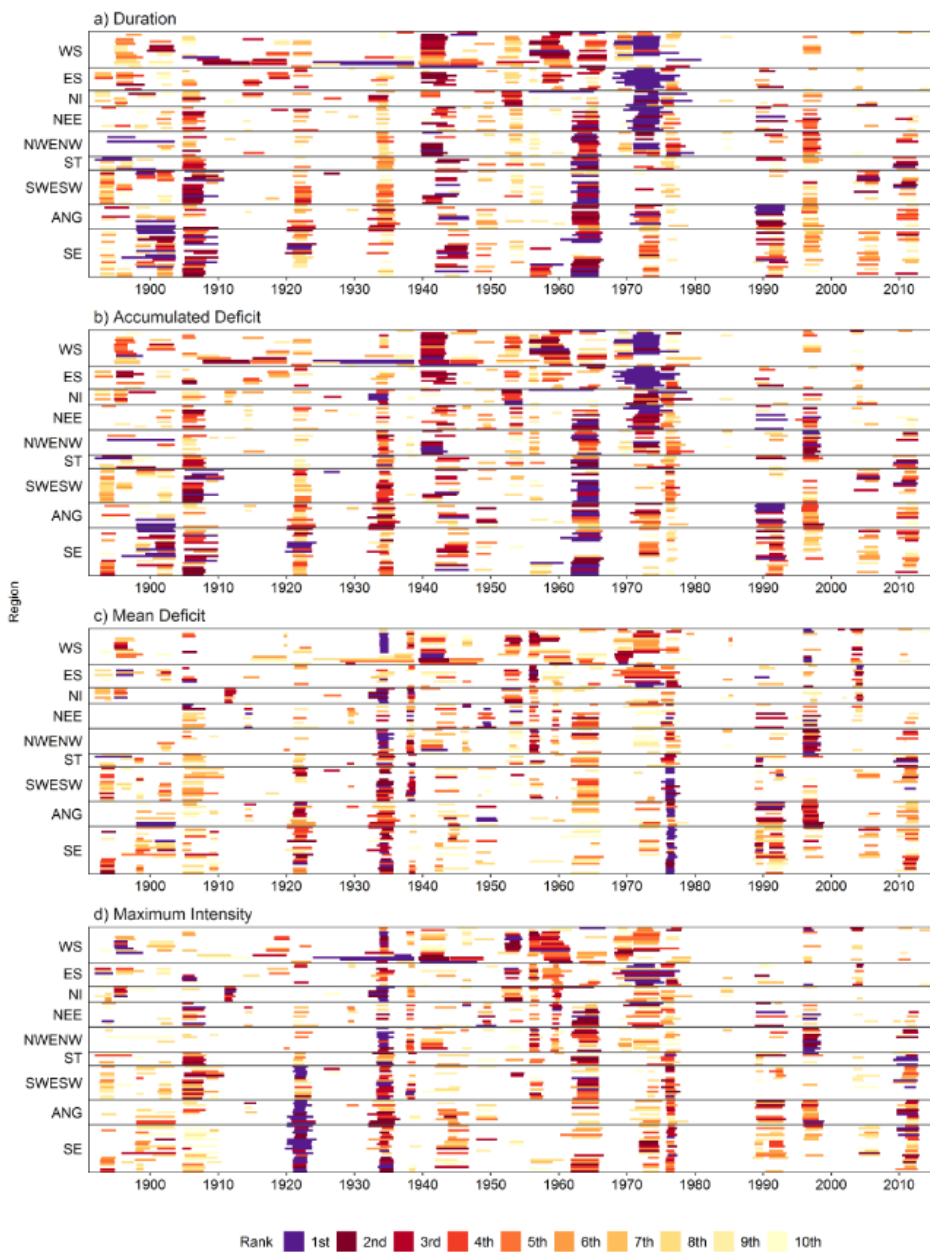 a) Duration
WS
ES
NI
NEE
NWENW
ST
SWESW
ANG
SE
1900 1910 1920 1930 1940 1950 1960 1970 1980 1990 2000 2010
b) Accumulated Deficit
WS
ES
NI
NEE
NWENW
ST
SWESW
ANG
SE
1900 1910 1920 1930 1940 1950 1960 1970 1980 1990 2000 2010
Region
c) Mean Deficit
WS
ES
NI
NEE
NWENW
ST
SWESW
ANG
SE
1900 1910 1920 1930 1940 1950 1960 1970 1980 1990 2000 2010
d) Maximum Intensity
WS
ES
NI
NEE
NWENW
ST
SWESW
ANG
SE
1900 1910 1920 1930 1940 1950 1960 1970 1980 1990 2000 2010
Rank 1st 2nd 3rd 4th 5th 6th 7th 8th 9th 10th